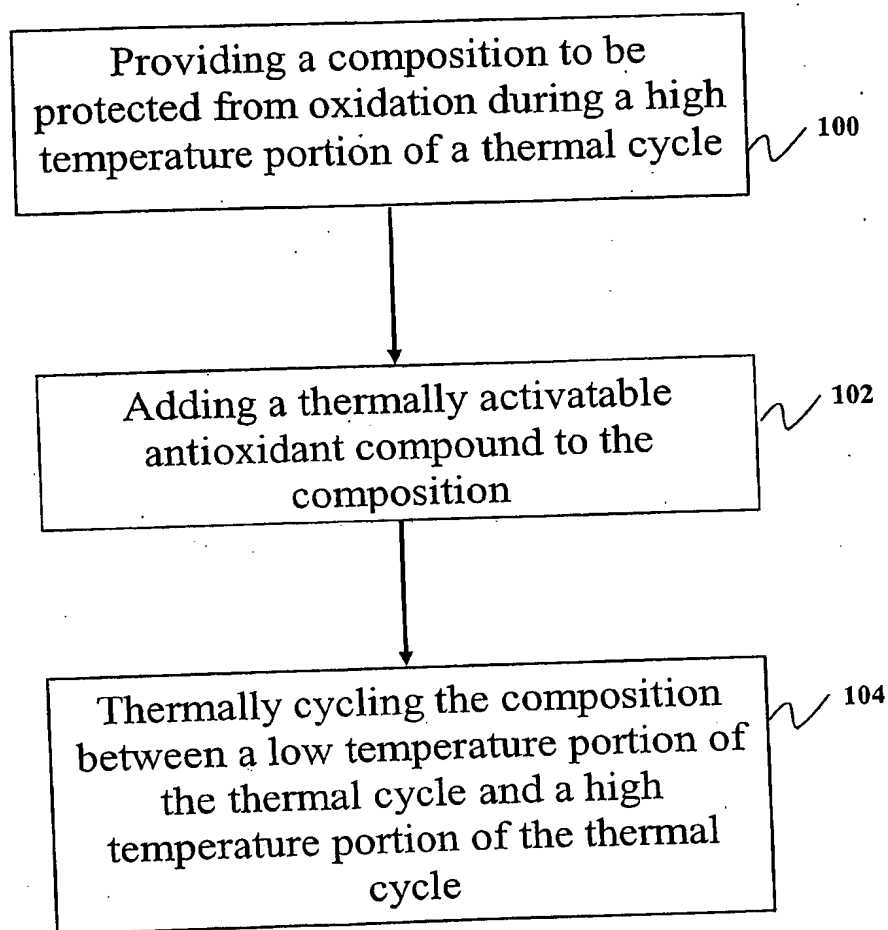 Providing a composition to be
protected from oxidation during a high
temperature portion of a thermal cycle
100
Adding a thermally activatable
antioxidant compound to the
composition
102
Thermally cycling the composition
between a low temperature portion of
the thermal cycle and a high
temperature portion of the thermal
cycle
104